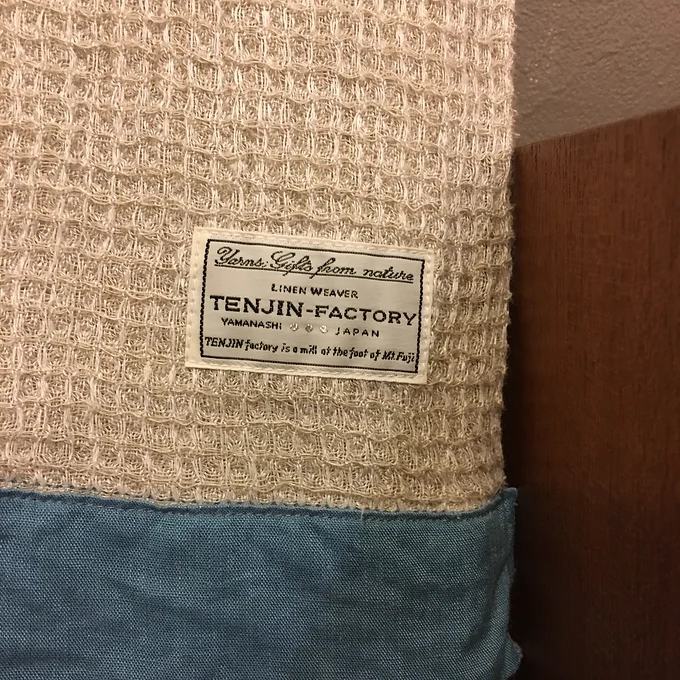 Yarns: Gifts from nature
LINEN WEAVER
TENJIN-FACTORY
YAMANASHI JAPAN
TENJIN factory is a mill at the foot of Mt.Fuji